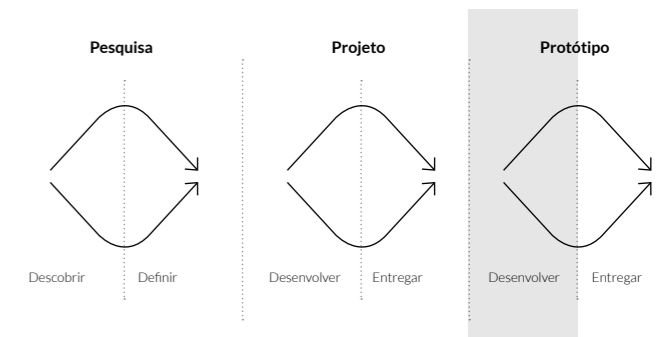 Pesquisa
Projeto
Protótipo
Descobrir
Definir
Desenvolver
Entregar
Desenvolver
Entregar